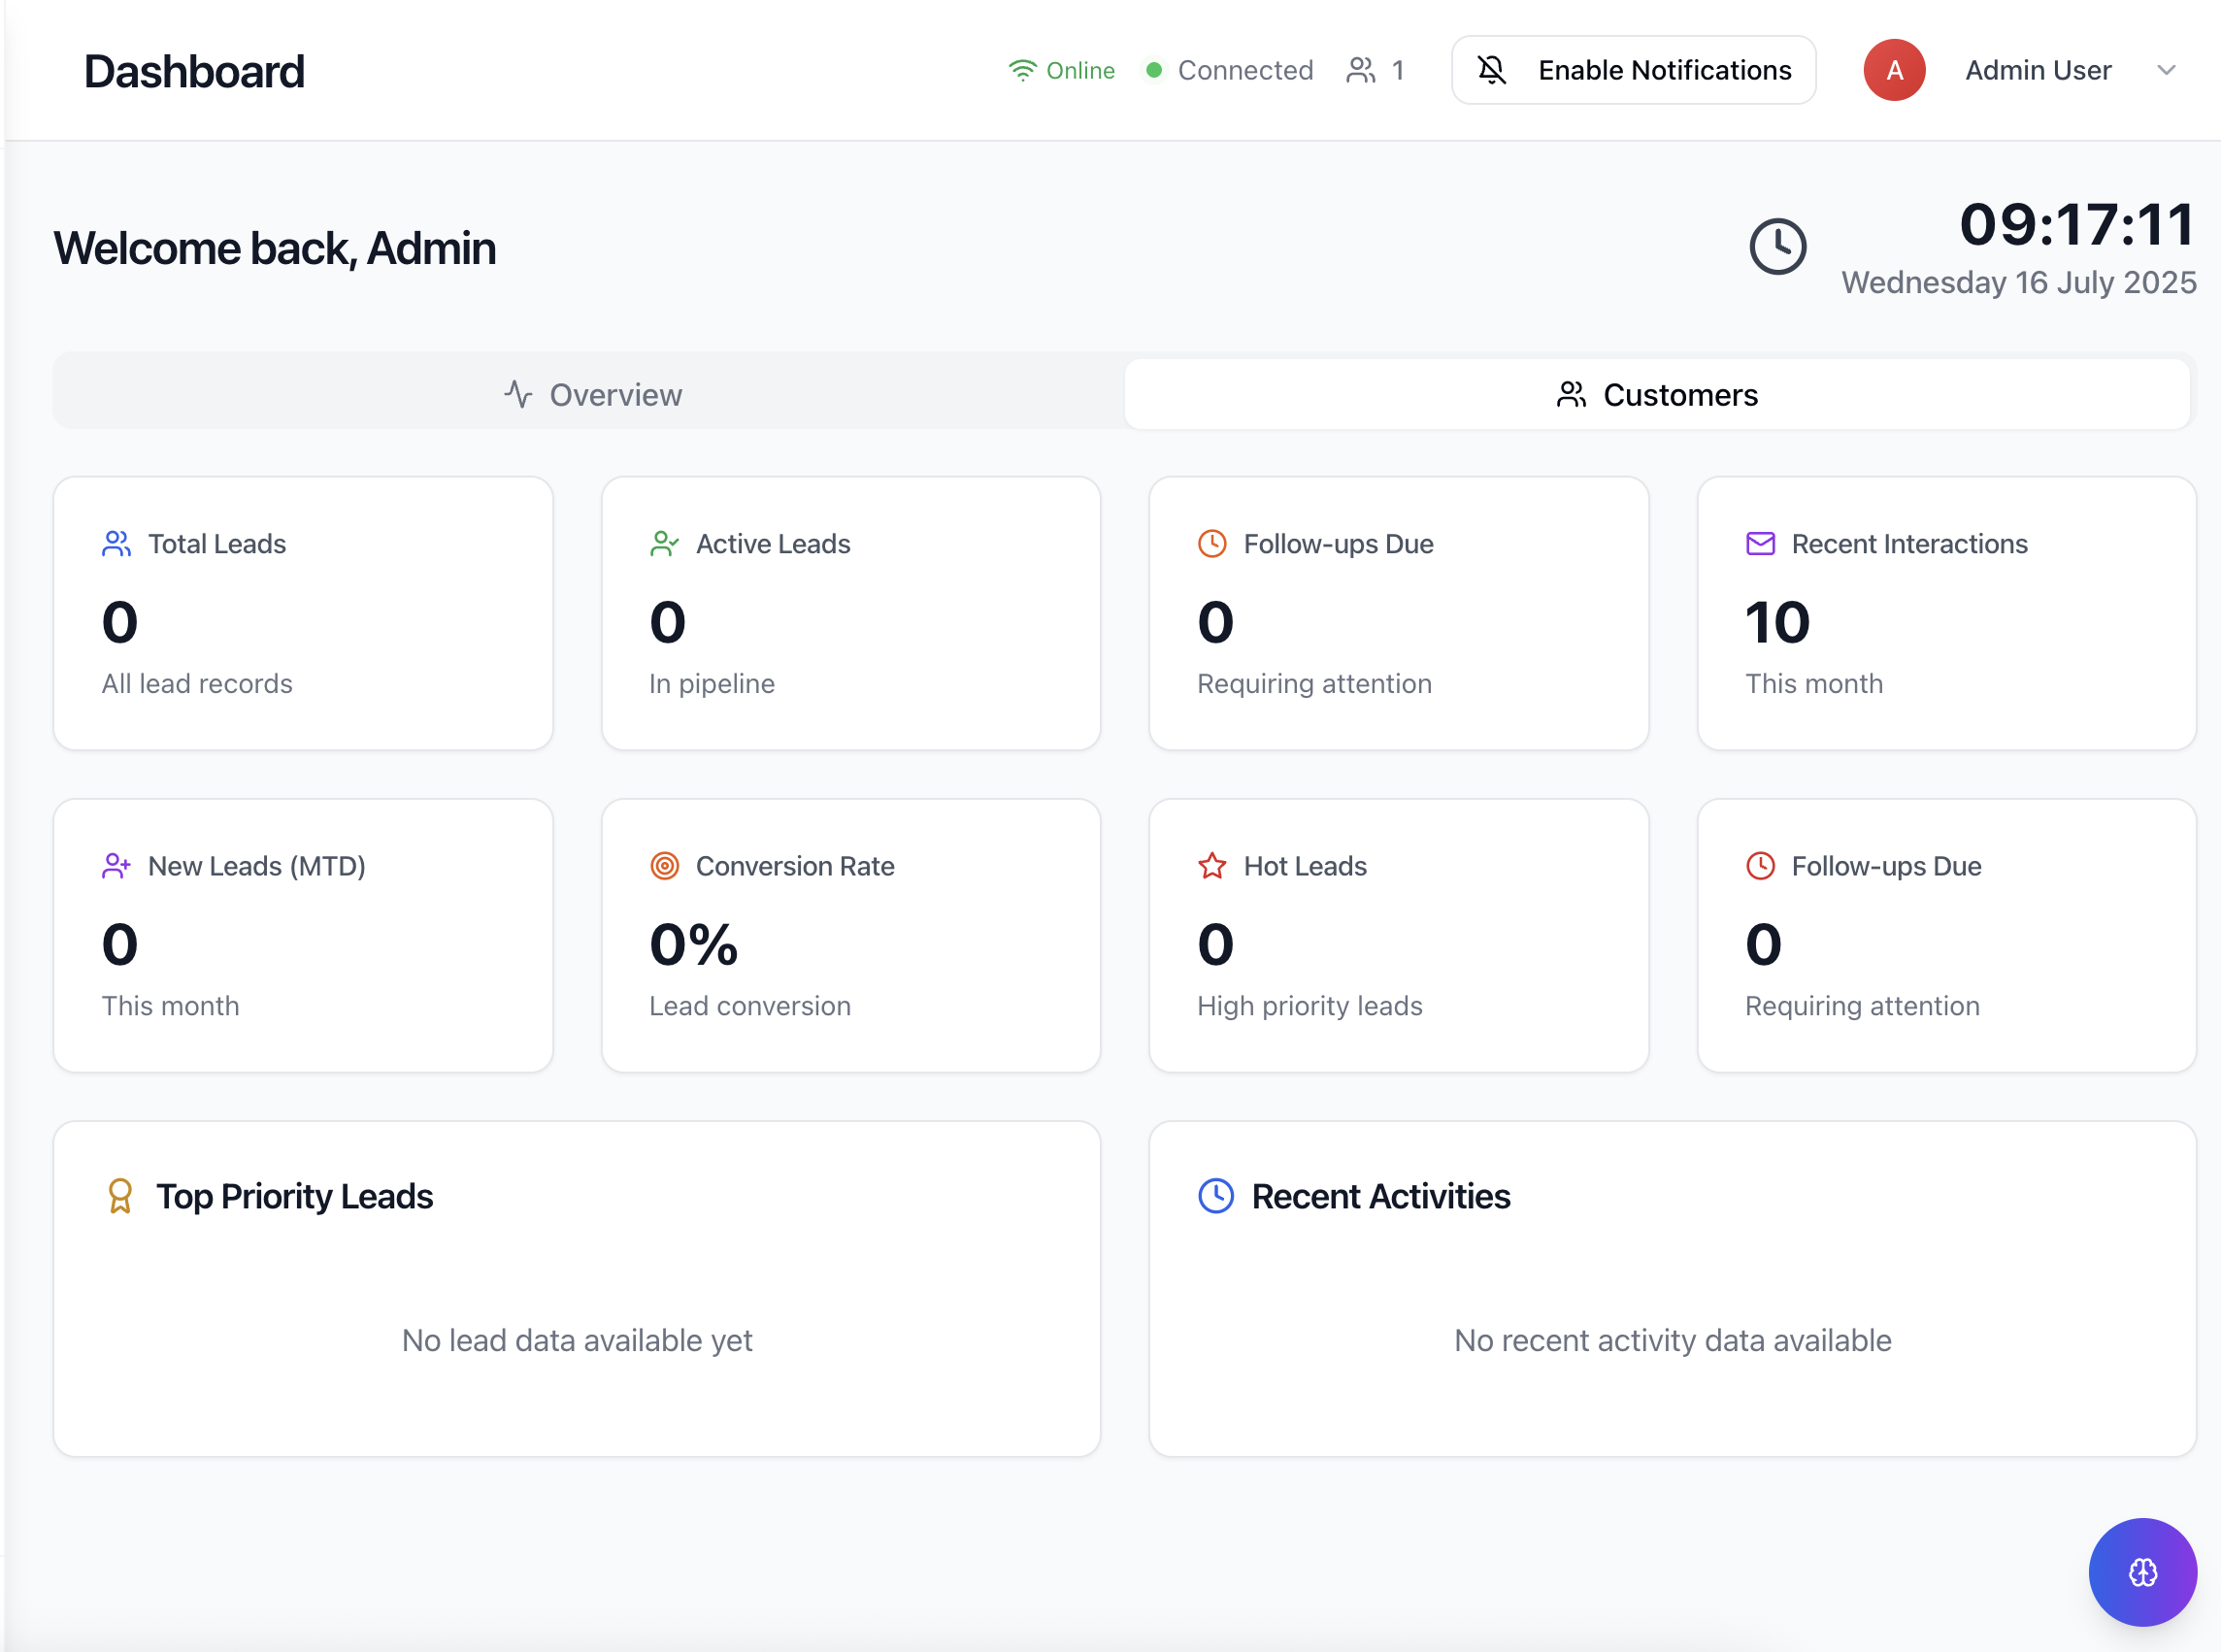 Dashboard
Online
Connected
1
Enable Notifications
A
Admin User
Welcome back, Admin
09:17:11
Wednesday 16 July 2025
Overview
Customers
Total Leads
0
All lead records
Active Leads
0
In pipeline
Follow-ups Due
0
Requiring attention
Recent Interactions
10
This month
New Leads (MTD)
0
This month
Conversion Rate
0%
Lead conversion
Hot Leads
0
High priority leads
Follow-ups Due
0
Requiring attention
Top Priority Leads
No lead data available yet
Recent Activities
No recent activity data available